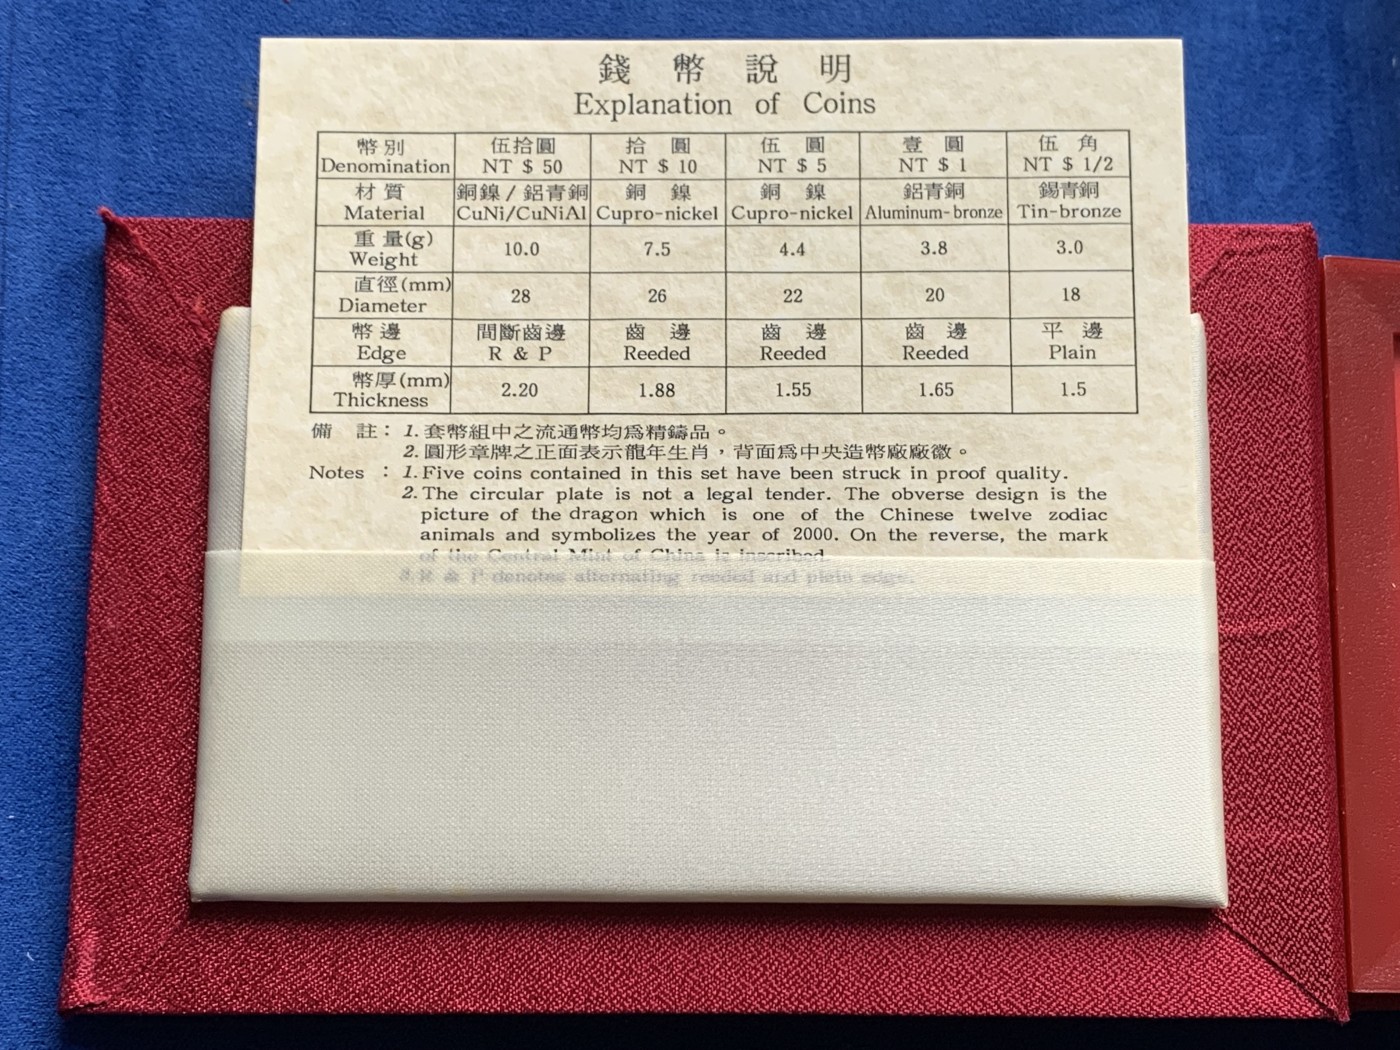 錢幣說明
Explanation of Coins
幣別 伍拾圓 拾圓 伍圓 壹圓 伍角
Denomination NT $ 50 NT $ 10 NT $ 5 NT $ 1 NT $ 1/2
材質 銅鎳/鋁青銅 銅鎳 銅鎳 鋁青銅 錫青銅
Material CuNi/CuNiAl Cupro-nickel Cupro-nickel Aluminum-bronze Tin-bronze
重量(g)
Weight 10.0 7.5 4.4 3.8 3.0
直徑(mm)
Diameter 28 26 22 20 18
幣邊 間斷齒邊 齒邊 齒邊 齒邊 平邊
Edge R & P Reeded Reeded Reeded Plain
幣厚(mm)
Thickness 2.20 1.88 1.55 1.65 1.5
備註：1.套幣組中之流通幣均為精鑄品。
2.圓形章牌之正面表示龍年生肖，背面為中央造幣廠廠徽。
Notes : 1. Five coins contained in this set have been struck in proof quality.
2. The circular plate is not a legal tender. The obverse design is the
picture of the dragon which is one of the Chinese twelve zodiac
animals and symbolizes the year of 2000. On the reverse, the mark
of the Central Mint of China is inscribed.
3. R & P denotes alternating reeded and plain edge.